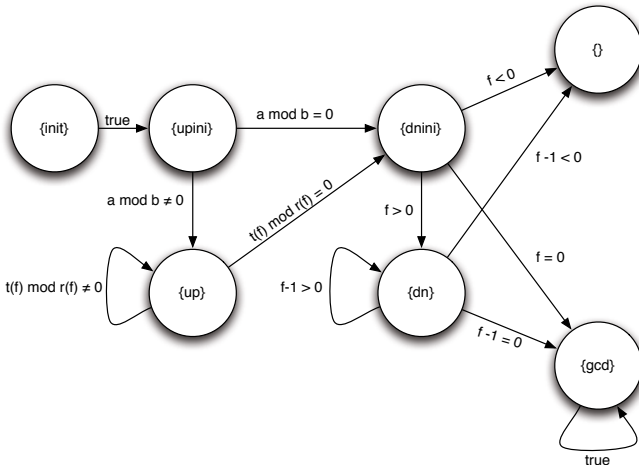 {}
f < 0
{init}
true
{upini}
a mod b = 0
{dnini}
f -1 < 0
a mod b ≠ 0
t(f) mod r(f) = 0
f > 0
f = 0
t(f) mod r(f) ≠ 0
{up}
f-1 > 0
{dn}
f -1 = 0
{gcd}
true